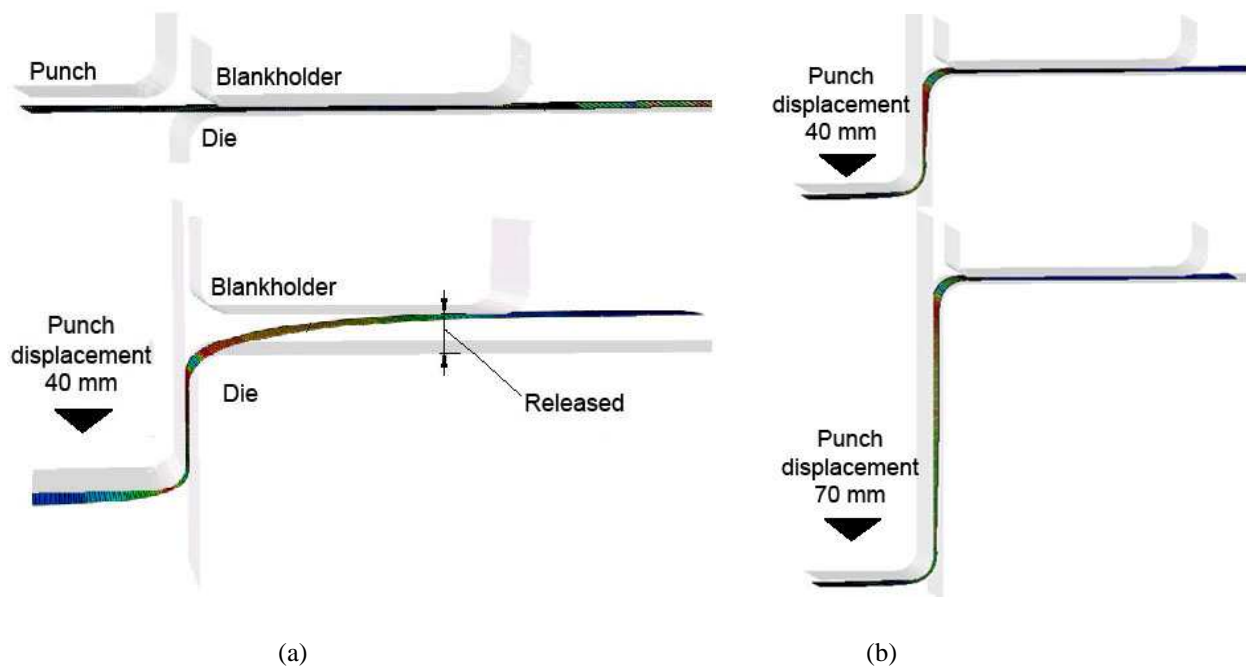 Punch
Blankholder
Die
Blankholder
Punch
displacement
40 mm
Die
Released
(a)
Punch
displacement
40 mm
Punch
displacement
70 mm
(b)